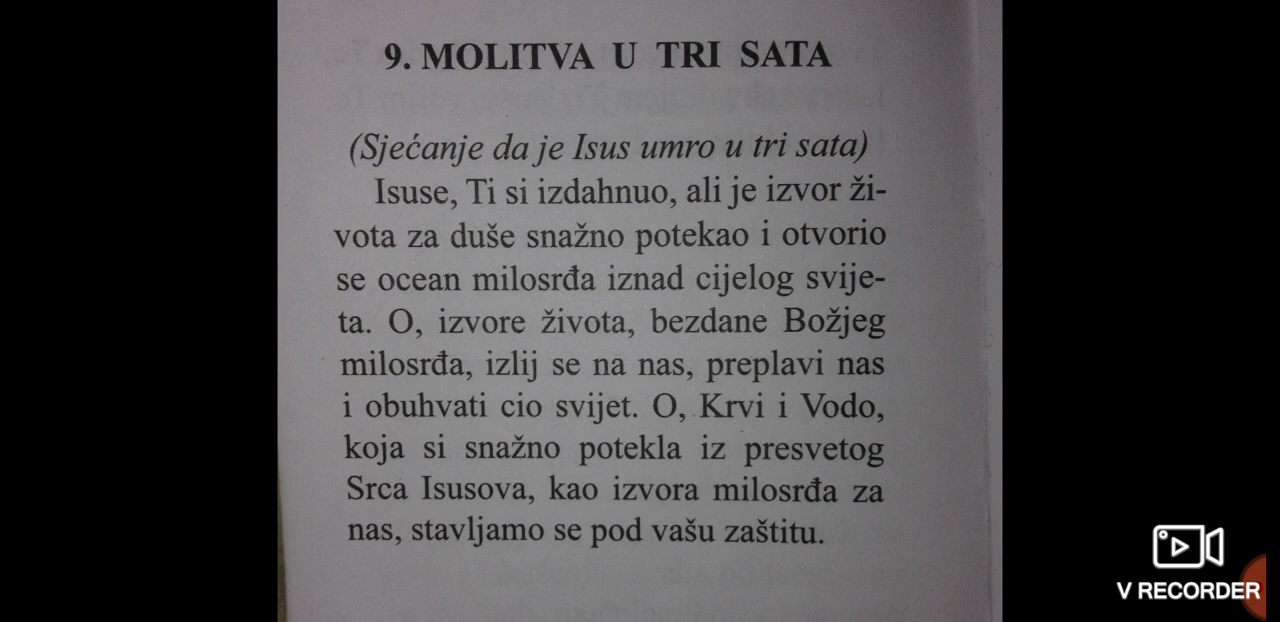 9. MOLITVA U TRI SATA
(Sjećanje da je Isus umro u tri sata)
Isuse, Ti si izdahnuo, ali je izvor ži-
vota za duše snažno potekao i otvorio
se ocean milosrđa iznad cijelog svije-
ta. O, izvore života, bezdane Božjeg
milosrđa, izlij se na nas, preplavi nas
i obuhvati cio svijet. O, Krvi i Vodo,
koja si snažno potekla iz presvetog
Srca Isusova, kao izvora milosrđa za
nas, stavljamo se pod vašu zaštitu.
V RECORDER